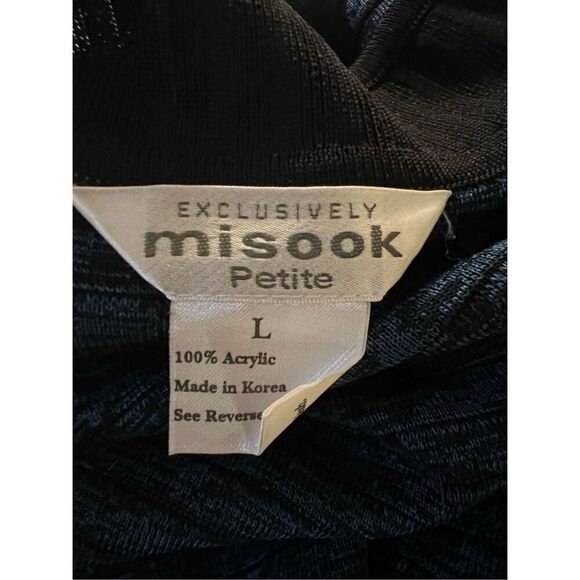 EXCLUSIVELY
misook
Petite
L
100% Acrylic
Made in Korea
See Reverse